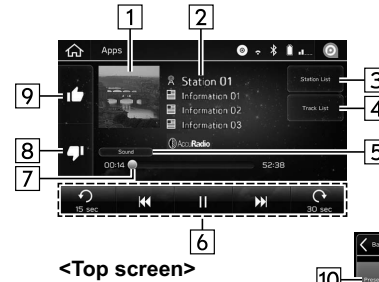 1 2
Apps
Station 01
Information 01
Information 02
Information 03
AccuRadio
Station List 3
Track List 4
9
8
Sound 5
00:14 52:38
7
15 sec 30 sec
6
<Top screen>
10